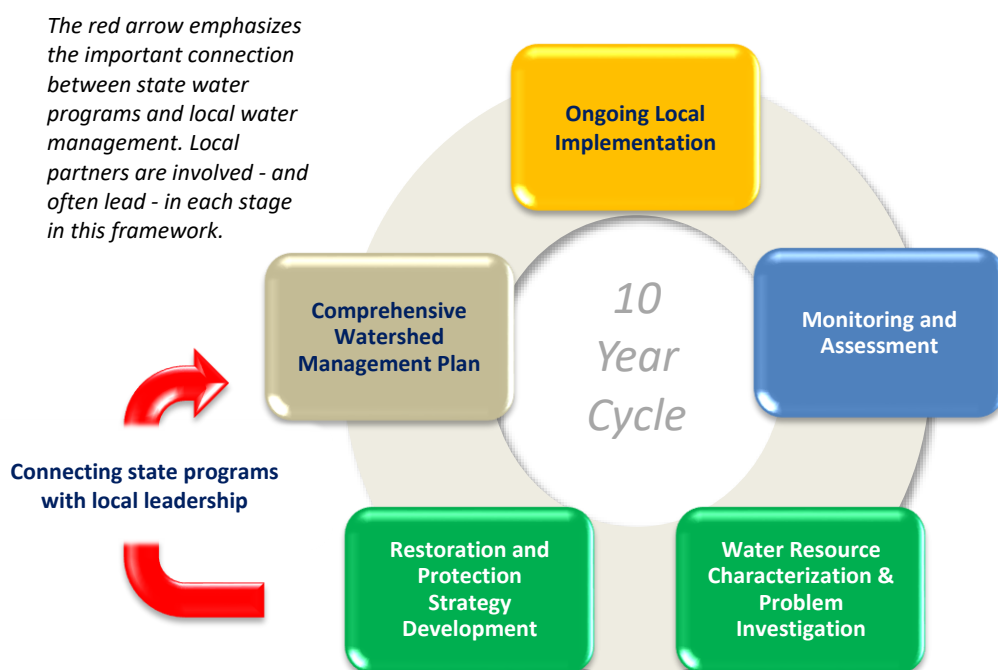 The red arrow emphasizes
the important connection
between state water
programs and local water
management. Local
partners are involved - and
often lead - in each stage
in this framework.
Ongoing Local
Implementation
Comprehensive
Watershed
Management Plan
10
Year
Cycle
Monitoring and
Assessment
Connecting state programs
with local leadership
Restoration and
Protection
Strategy
Development
Water Resource
Characterization &
Problem
Investigation